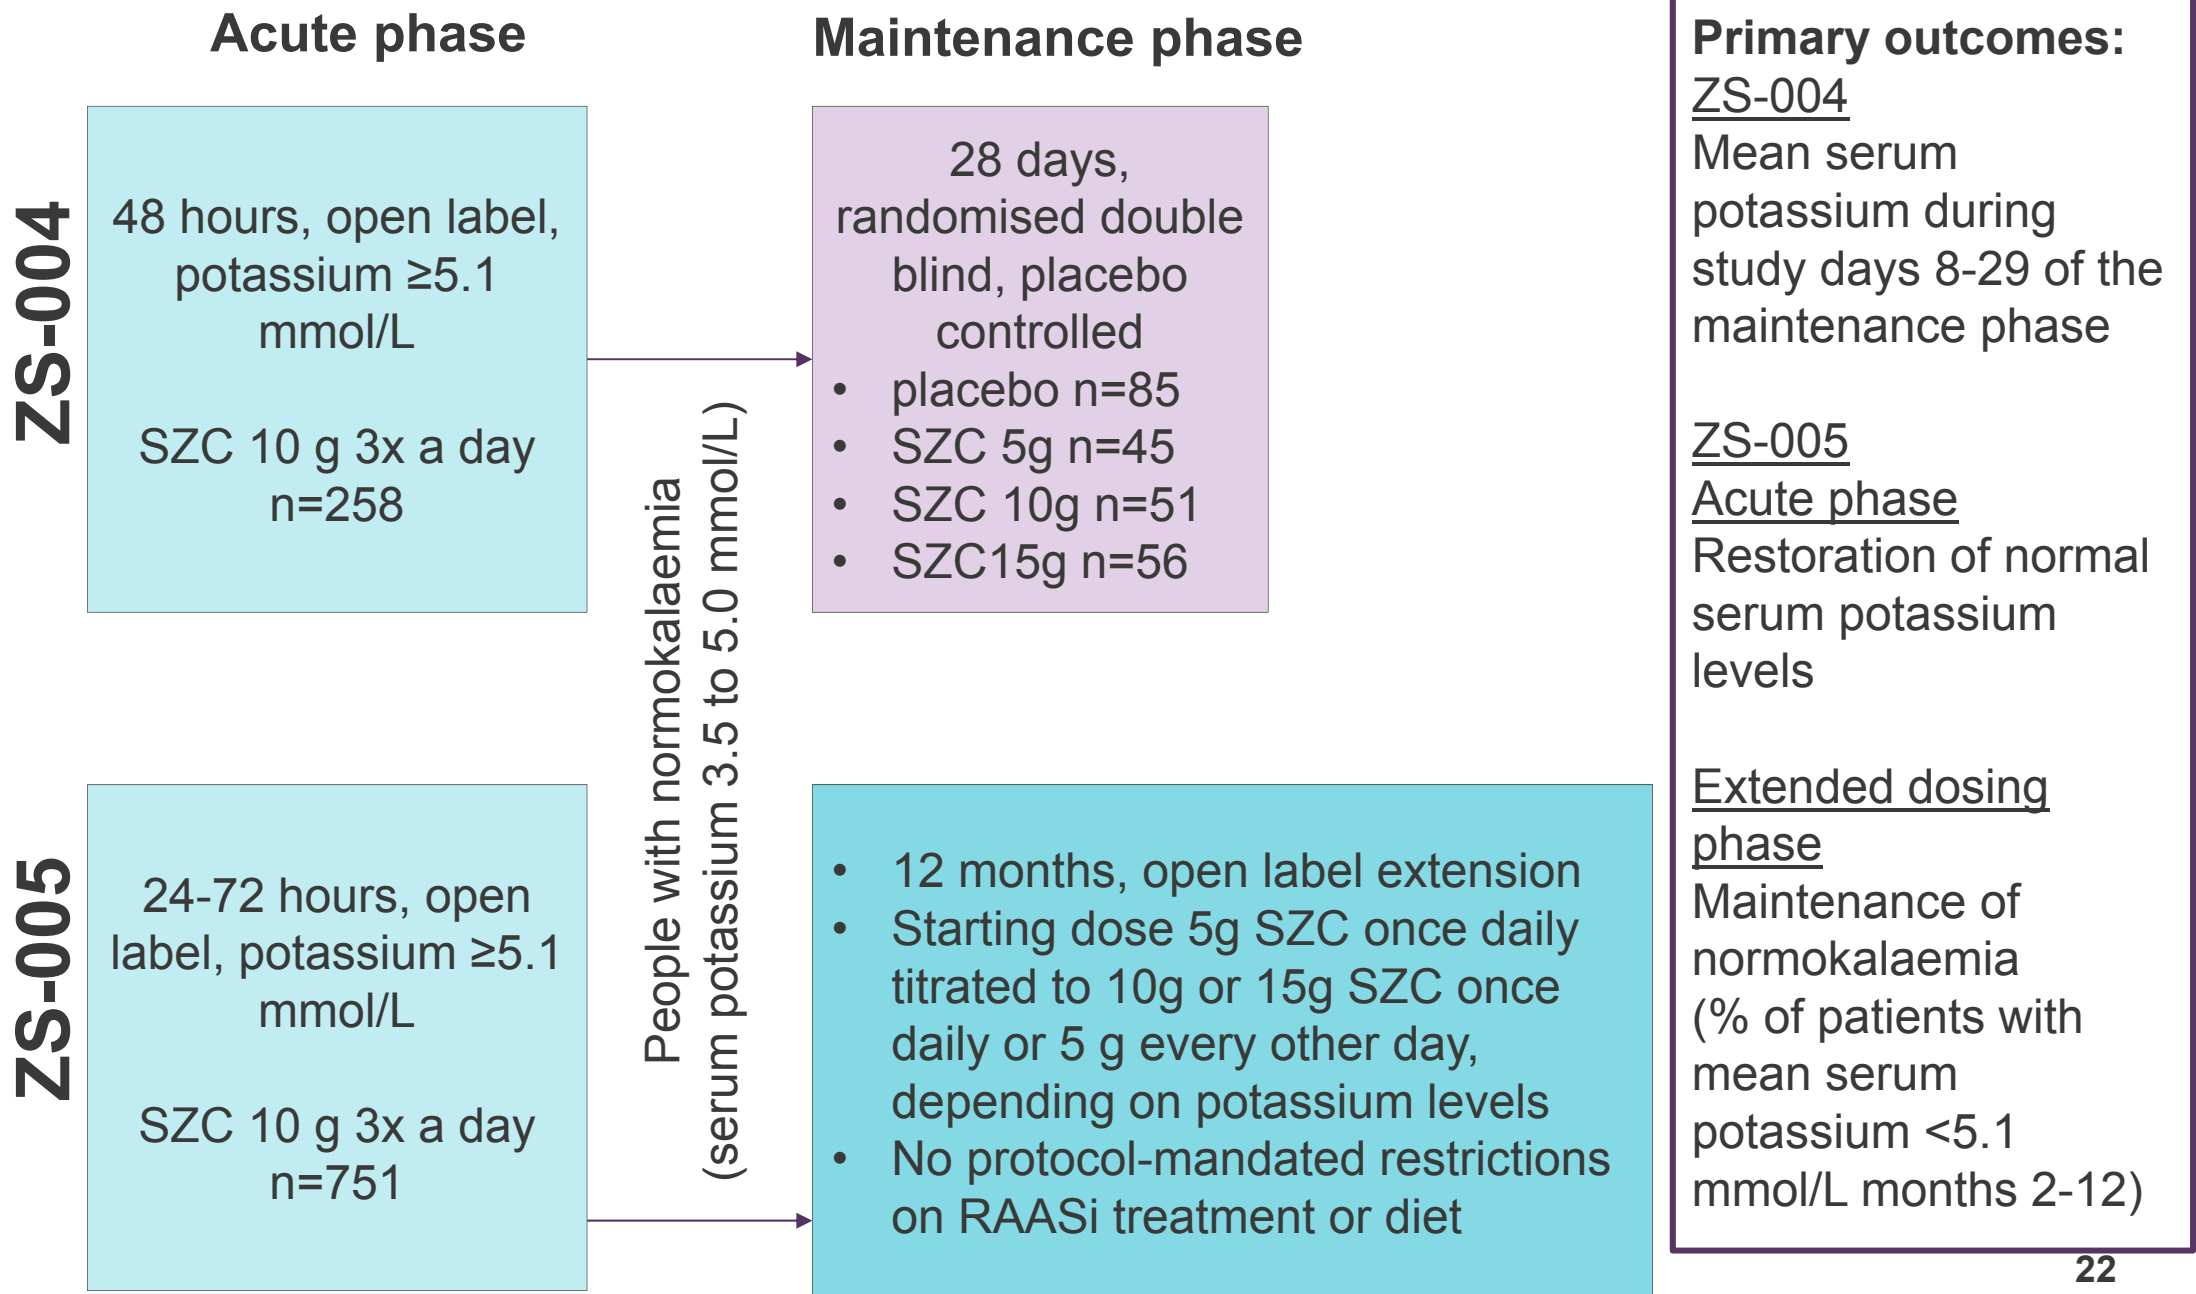 Acute phase
Maintenance phase
ZS-004
48 hours, open label,
potassium ≥5.1
mmol/L
SZC 10 g 3x a day
n=258
28 days,
randomised double
blind, placebo
controlled
• placebo n=85
• SZC 5g n=45
• SZC 10g n=51
• SZC15g n=56
People with normokalaemia
(serum potassium 3.5 to 5.0 mmol/L)
ZS-005
24-72 hours, open
label, potassium ≥5.1
mmol/L
SZC 10 g 3x a day
n=751
• 12 months, open label extension
• Starting dose 5g SZC once daily
titrated to 10g or 15g SZC once
daily or 5 g every other day,
depending on potassium levels
• No protocol-mandated restrictions
on RAASi treatment or diet
Primary outcomes:
ZS-004
Mean serum
potassium during
study days 8-29 of the
maintenance phase
ZS-005
Acute phase
Restoration of normal
serum potassium
levels
Extended dosing
phase
Maintenance of
normokalaemia
(% of patients with
mean serum
potassium <5.1
mmol/L months 2-12)
22